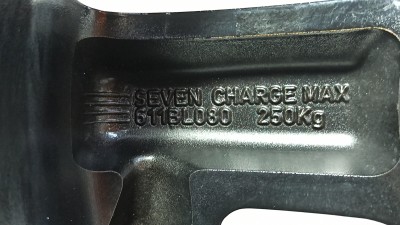 SEVEN CHARGE MAX
611BL080 250Kg